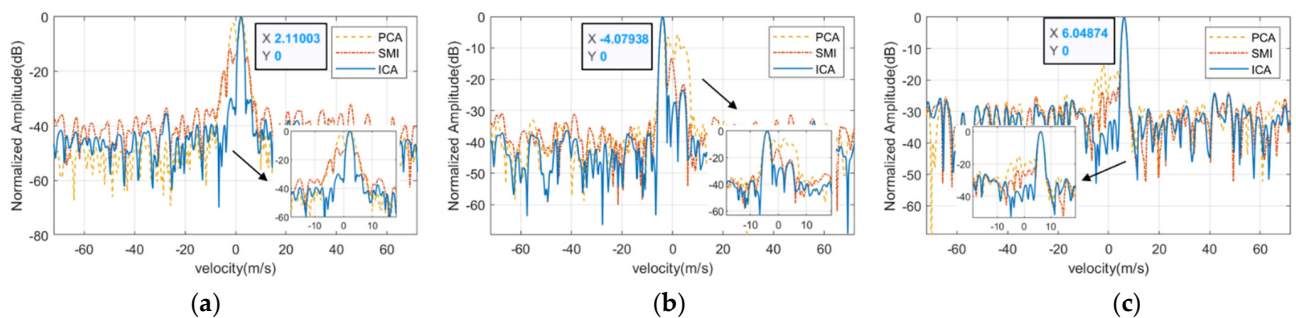 X 2.11003
Y 0
PCA
SMI
ICA
Normalized Amplitude(dB)
0
-20
-40
-60
-80
-60
-40
-20
0
20
40
60
velocity(m/s)
0
-20
-40
-60
-10
0
10
(a)
X -4.07938
Y 0
PCA
SMI
ICA
Normalized Amplitude(dB)
0
-10
-20
-30
-40
-50
-60
-60
-40
-20
0
20
40
60
velocity(m/s)
0
-20
-40
-60
-10
0
10
(b)
X 6.04874
Y 0
PCA
SMI
ICA
Normalized Amplitude(dB)
0
-10
-20
-30
-40
-50
-60
-60
-40
-20
0
20
40
60
velocity(m/s)
0
-20
-40
-10
0
10
(c)